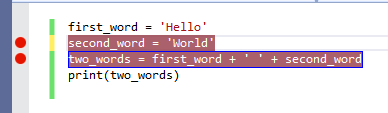 first_word = 'Hello'
second_word = 'World'
two_words = first_word + ' ' + second_word
print(two_words)